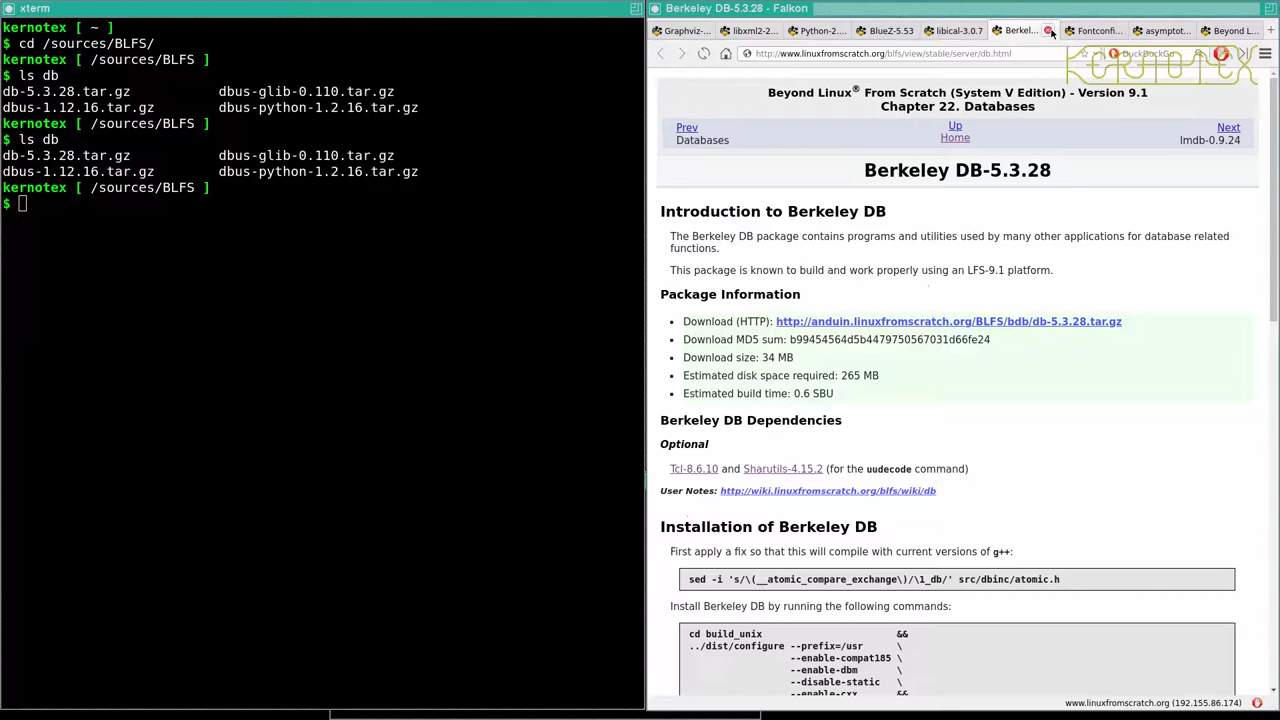 xterm
kernotex [ ~ ]
$ cd /sources/BLFS/
kernotex [ /sources/BLFS ]
$ ls db
db-5.3.28.tar.gz dbus-glib-0.110.tar.gz
dbus-1.12.16.tar.gz dbus-python-1.2.16.tar.gz
kernotex [ /sources/BLFS ]
$ ls db
db-5.3.28.tar.gz dbus-glib-0.110.tar.gz
dbus-1.12.16.tar.gz dbus-python-1.2.16.tar.gz
kernotex [ /sources/BLFS ]
$
Berkeley DB-5.3.28 - Falkon
Graphviz-... libxml2-2... Python-2.... BlueZ-5.53 libical-3.0.7 Berkel... Fontconfi... asymptot... Beyond L...
http://www.linuxfromscratch.org/blfs/view/stable/server/db.html DuckDuckGo
KERNOTEX
Beyond Linux® From Scratch (System V Edition) - Version 9.1
Chapter 22. Databases
Prev Up Next
Databases Home lmdb-0.9.24
Berkeley DB-5.3.28
Introduction to Berkeley DB
The Berkeley DB package contains programs and utilities used by many other applications for database related
functions.
This package is known to build and work properly using an LFS-9.1 platform.
Package Information
Download (HTTP): http://anduin.linuxfromscratch.org/BLFS/bdb/db-5.3.28.tar.gz
Download MD5 sum: b99454564d5b4479750567031d66fe24
Download size: 34 MB
Estimated disk space required: 265 MB
Estimated build time: 0.6 SBU
Berkeley DB Dependencies
Optional
Tcl-8.6.10 and Sharutils-4.15.2 (for the uudecode command)
User Notes: http://wiki.linuxfromscratch.org/blfs/wiki/db
Installation of Berkeley DB
First apply a fix so that this will compile with current versions of g++:
sed -i 's/\(__atomic_compare_exchange\)/\1_db/' src/dbinc/atomic.h
Install Berkeley DB by running the following commands:
cd build_unix &&
../dist/configure --prefix=/usr \
--enable-compat185 \
--enable-dbm \
--disable-static \
--enable-cxx &&
www.linuxfromscratch.org (192.155.86.174)